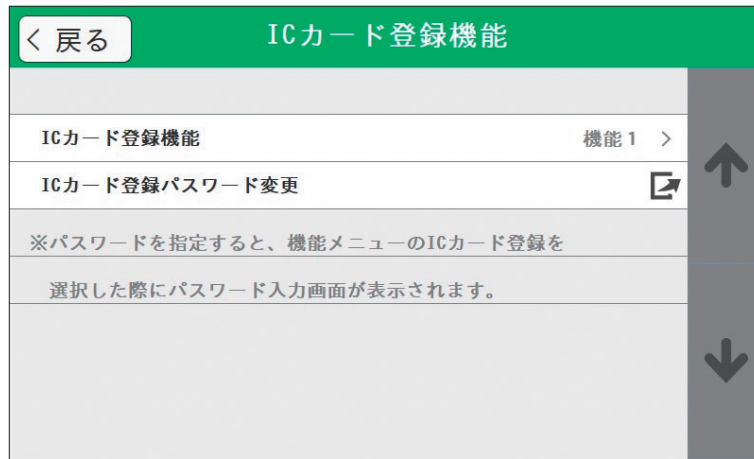 戻る
ICカード登録機能
ICカード登録機能 機能1
ICカード登録パスワード変更
※パスワードを指定すると、機能メニューのICカード登録を
選択した際にパスワード入力画面が表示されます。